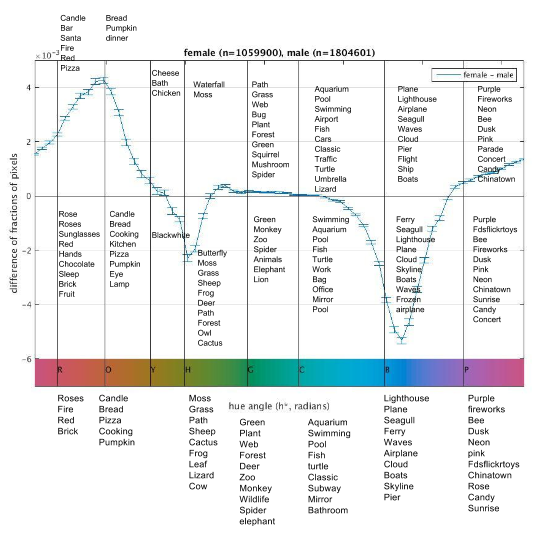 Candle
Bar
Santa
Fire
Red
Pizza
Bread
Pumpkin
dinner
×10⁻³
female (n=1059900), male (n=1804601)
female - male
Cheese
Bath
Chicken
Waterfall
Moss
Path
Grass
Web
Bug
Plant
Forest
Green
Squirrel
Mushroom
Spider
Aquarium
Pool
Swimming
Airport
Fish
Cars
Classic
Traffic
Turtle
Umbrella
Lizard
Plane
Lighthouse
Airplane
Seagull
Waves
Cloud
Pier
Flight
Ship
Boats
Purple
Fireworks
Neon
Bee
Dusk
Pink
Parade
Concert
Candy
Chinatown
4
2
0
−2
−4
−6
difference of fractions of pixels
Rose
Roses
Sunglasses
Red
Hands
Chocolate
Sleep
Brick
Fruit
Candle
Bread
Cooking
Kitchen
Pizza
Pumpkin
Eye
Lamp
Blackwhite
Butterfly
Moss
Grass
Sheep
Frog
Deer
Path
Forest
Owl
Cactus
Green
Monkey
Zoo
Spider
Animals
Elephant
Lion
Swimming
Aquarium
Pool
Fish
Turtle
Work
Bag
Office
Mirror
Pool
Ferry
Seagull
Lighthouse
Plane
Cloud
Skyline
Boats
Waves
Frozen
airplane
Purple
Fdsflickrtoys
Bee
Fireworks
Dusk
Pink
Neon
Chinatown
Sunrise
Candy
Concert
R O Y H G C B P
hue angle (h*, radians)
Roses
Fire
Red
Brick
Candle
Bread
Pizza
Cooking
Pumpkin
Moss
Grass
Path
Sheep
Cactus
Frog
Leaf
Lizard
Cow
Green
Plant
Web
Forest
Deer
Zoo
Monkey
Wildlife
Spider
elephant
Aquarium
Swimming
Pool
Fish
turtle
Classic
Subway
Mirror
Bathroom
Lighthouse
Plane
Seagull
Ferry
Waves
Airplane
Cloud
Boats
Skyline
Pier
Purple
fireworks
Bee
Dusk
Neon
pink
Fdsflickrtoys
Chinatown
Rose
Candy
Sunrise